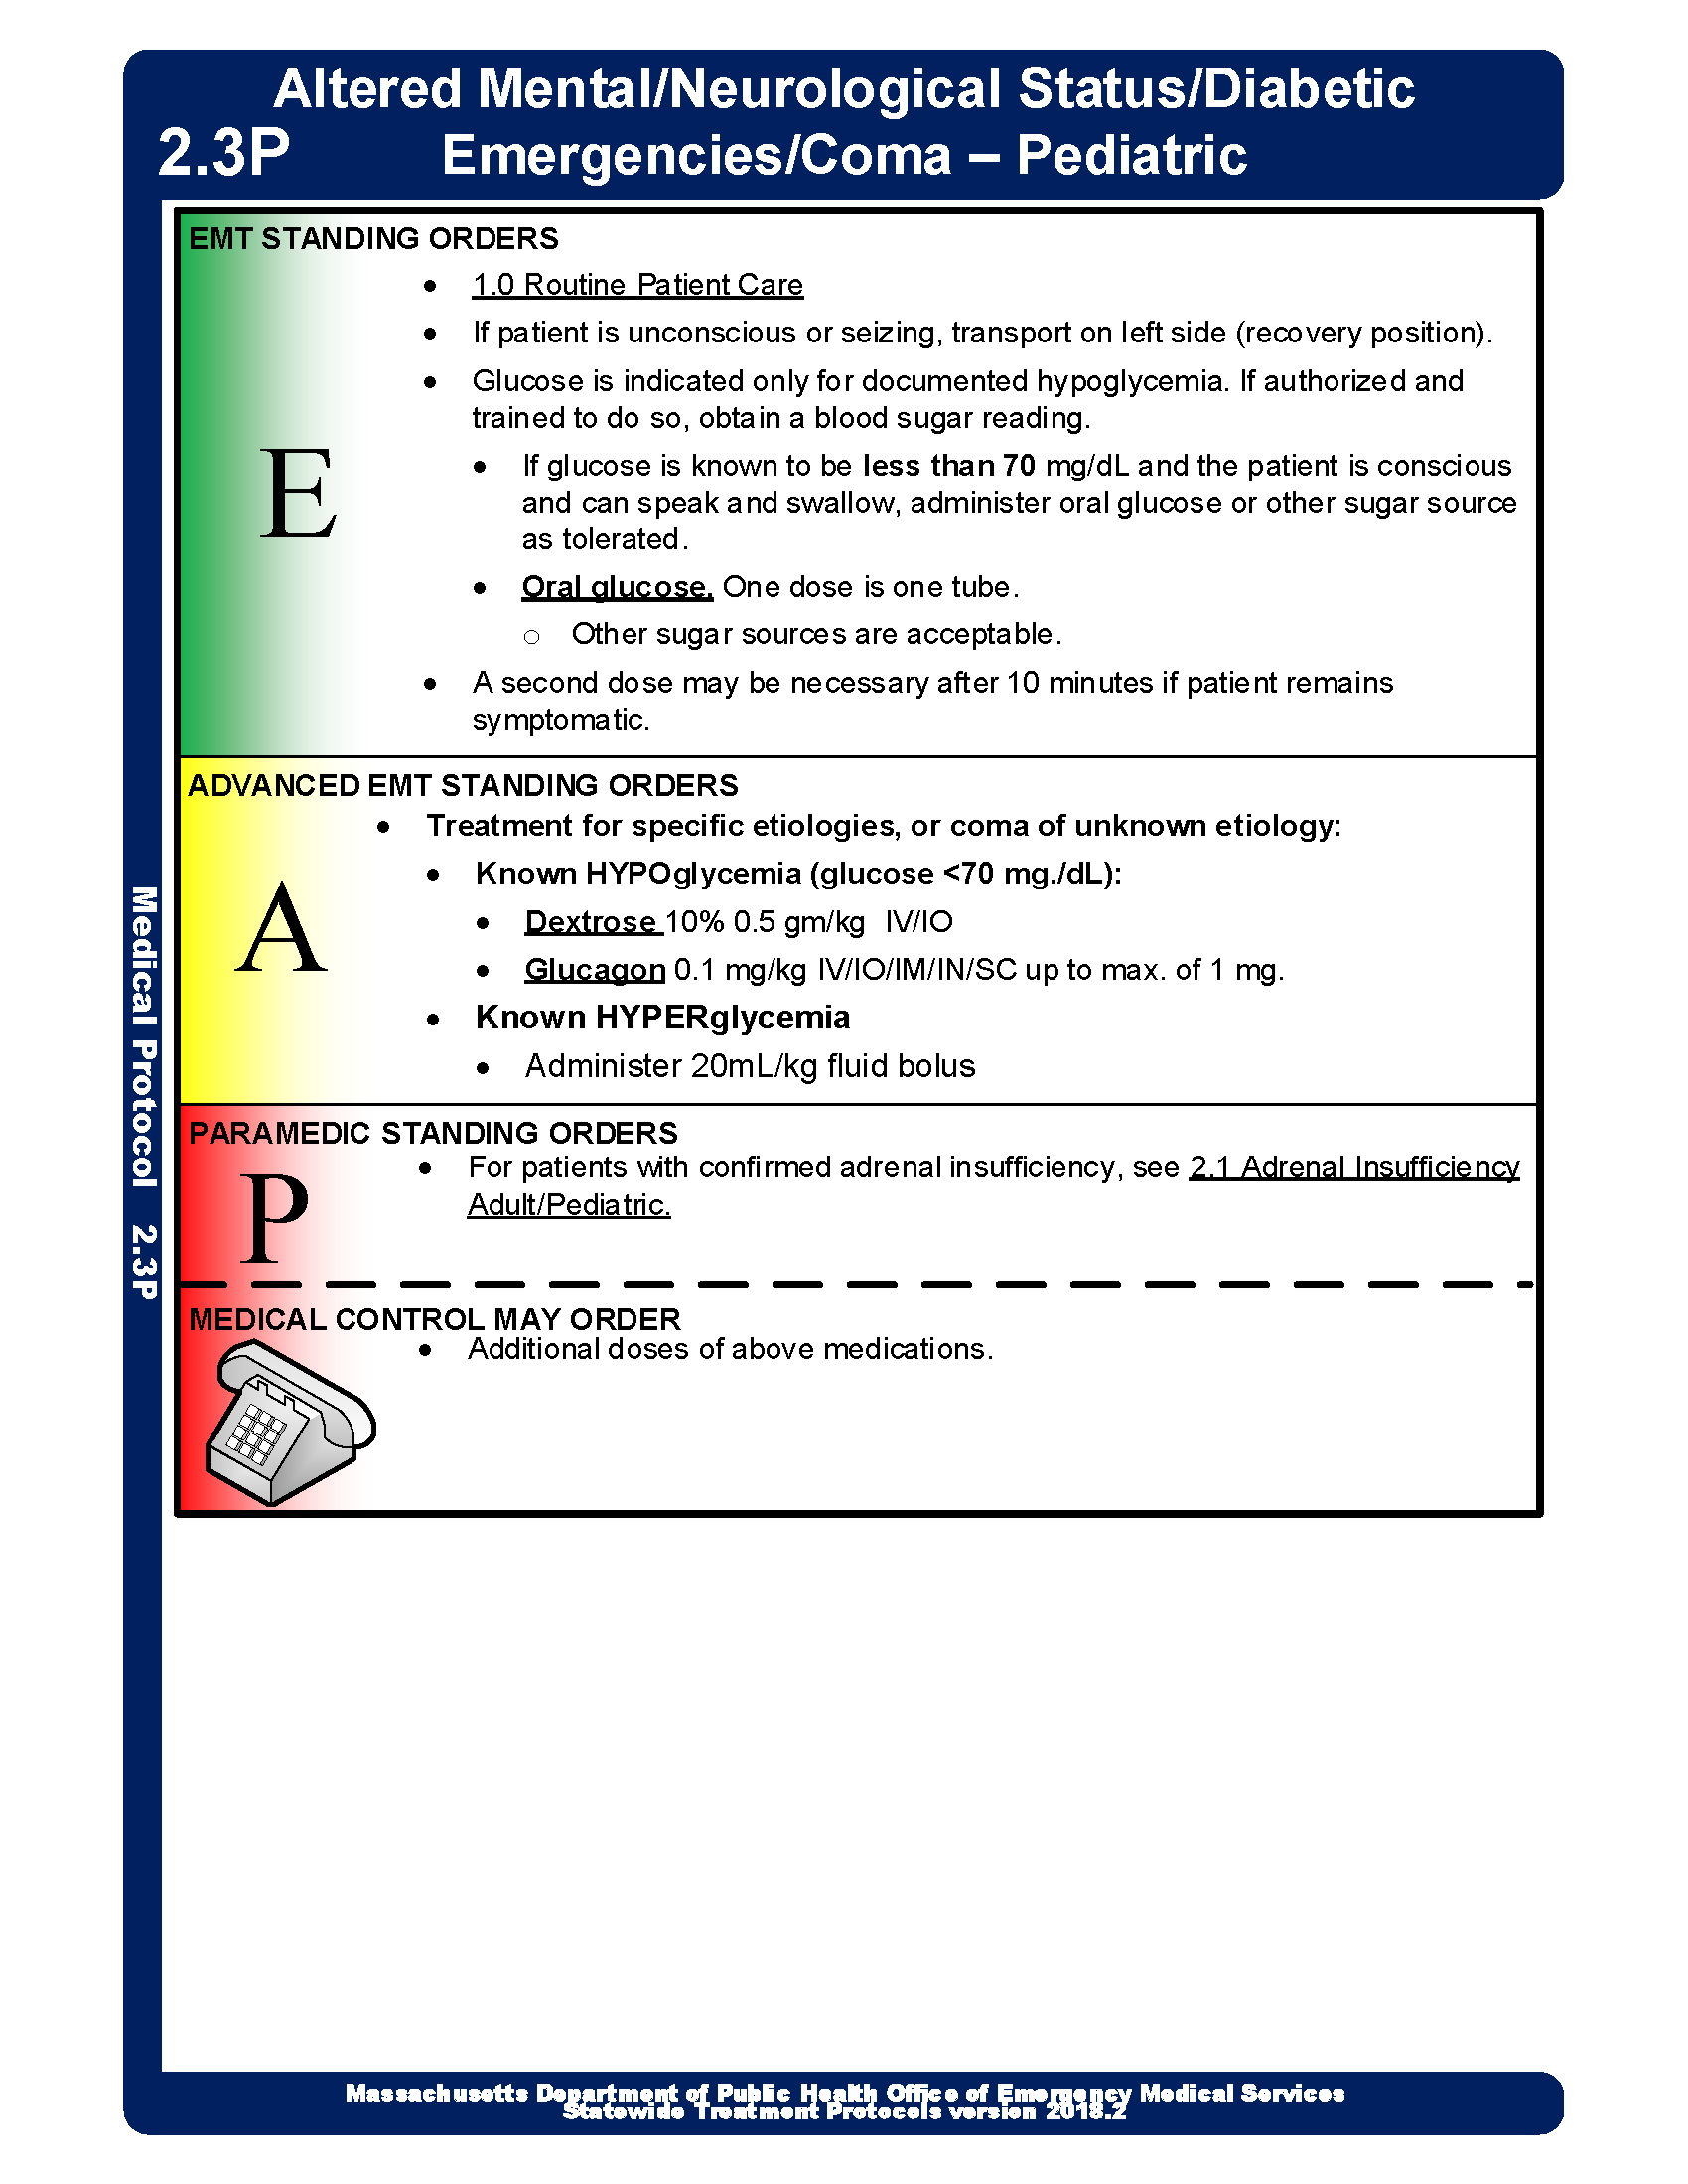 Altered Mental/Neurological Status/Diabetic
2.3P Emergencies/Coma – Pediatric
EMT STANDING ORDERS
E
• 1.0 Routine Patient Care
• If patient is unconscious or seizing, transport on left side (recovery position).
• Glucose is indicated only for documented hypoglycemia. If authorized and
trained to do so, obtain a blood sugar reading.
• If glucose is known to be less than 70 mg/dL and the patient is conscious
and can speak and swallow, administer oral glucose or other sugar source
as tolerated.
• Oral glucose. One dose is one tube.
o Other sugar sources are acceptable.
• A second dose may be necessary after 10 minutes if patient remains
symptomatic.
ADVANCED EMT STANDING ORDERS
A
• Treatment for specific etiologies, or coma of unknown etiology:
• Known HYPOglycemia (glucose <70 mg./dL):
• Dextrose 10% 0.5 gm/kg IV/IO
• Glucagon 0.1 mg/kg IV/IO/IM/IN/SC up to max. of 1 mg.
• Known HYPERglycemia
• Administer 20mL/kg fluid bolus
PARAMEDIC STANDING ORDERS
P
• For patients with confirmed adrenal insufficiency, see 2.1 Adrenal Insufficiency
Adult/Pediatric.
MEDICAL CONTROL MAY ORDER
• Additional doses of above medications.
Medical Protocol 2.3P
Massachusetts Department of Public Health Office of Emergency Medical Services
Statewide Treatment Protocols version 2018.2